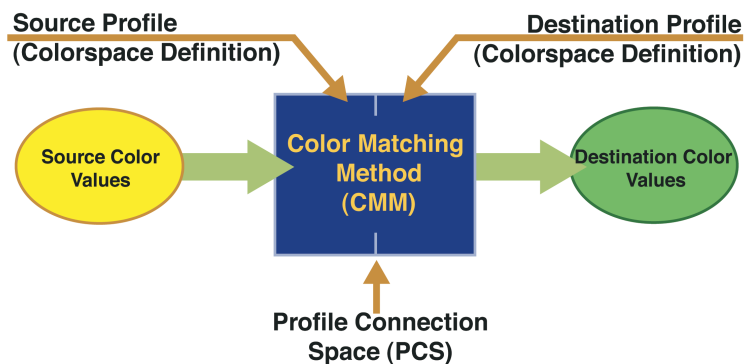 Source Profile
(Colorspace Definition)
Destination Profile
(Colorspace Definition)
Source Color
Values
Color Matching
Method
(CMM)
Destination Color
Values
Profile Connection
Space (PCS)